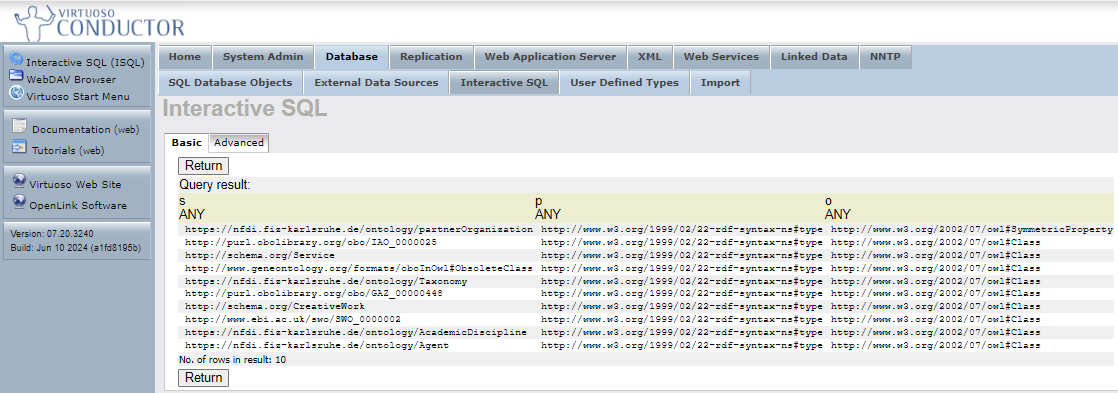 VIRTUOSO
CONDUCTOR
Interactive SQL (ISQL)
WebDAV Browser
Virtuoso Start Menu
Documentation (web)
Tutorials (web)
Virtuoso Web Site
OpenLink Software
Version: 07.20.3240
Build: Jun 10 2024 (a1fd8195b)
Home System Admin Database Replication Web Application Server XML Web Services Linked Data NNTP
SQL Database Objects External Data Sources Interactive SQL User Defined Types Import
Interactive SQL
Basic Advanced
Return
Query result:
s p o
ANY ANY ANY
https://nfdi.fiz-karlsruhe.de/ontology/partnerOrganization http://www.w3.org/1999/02/22-rdf-syntax-ns#type http://www.w3.org/2002/07/owl#SymmetricProperty
http://purl.obolibrary.org/obo/IAO_0000025 http://www.w3.org/1999/02/22-rdf-syntax-ns#type http://www.w3.org/2002/07/owl#Class
http://schema.org/Service http://www.w3.org/1999/02/22-rdf-syntax-ns#type http://www.w3.org/2002/07/owl#Class
http://www.geneontology.org/formats/oboInOwl#ObsoleteClass http://www.w3.org/1999/02/22-rdf-syntax-ns#type http://www.w3.org/2002/07/owl#Class
https://nfdi.fiz-karlsruhe.de/ontology/Taxonomy http://www.w3.org/1999/02/22-rdf-syntax-ns#type http://www.w3.org/2002/07/owl#Class
http://purl.obolibrary.org/obo/GAZ_00000448 http://www.w3.org/1999/02/22-rdf-syntax-ns#type http://www.w3.org/2002/07/owl#Class
http://schema.org/CreativeWork http://www.w3.org/1999/02/22-rdf-syntax-ns#type http://www.w3.org/2002/07/owl#Class
http://www.ebi.ac.uk/swo/SWO_0000002 http://www.w3.org/1999/02/22-rdf-syntax-ns#type http://www.w3.org/2002/07/owl#Class
https://nfdi.fiz-karlsruhe.de/ontology/AcademicDiscipline http://www.w3.org/1999/02/22-rdf-syntax-ns#type http://www.w3.org/2002/07/owl#Class
https://nfdi.fiz-karlsruhe.de/ontology/Agent http://www.w3.org/1999/02/22-rdf-syntax-ns#type http://www.w3.org/2002/07/owl#Class
No. of rows in result: 10
Return